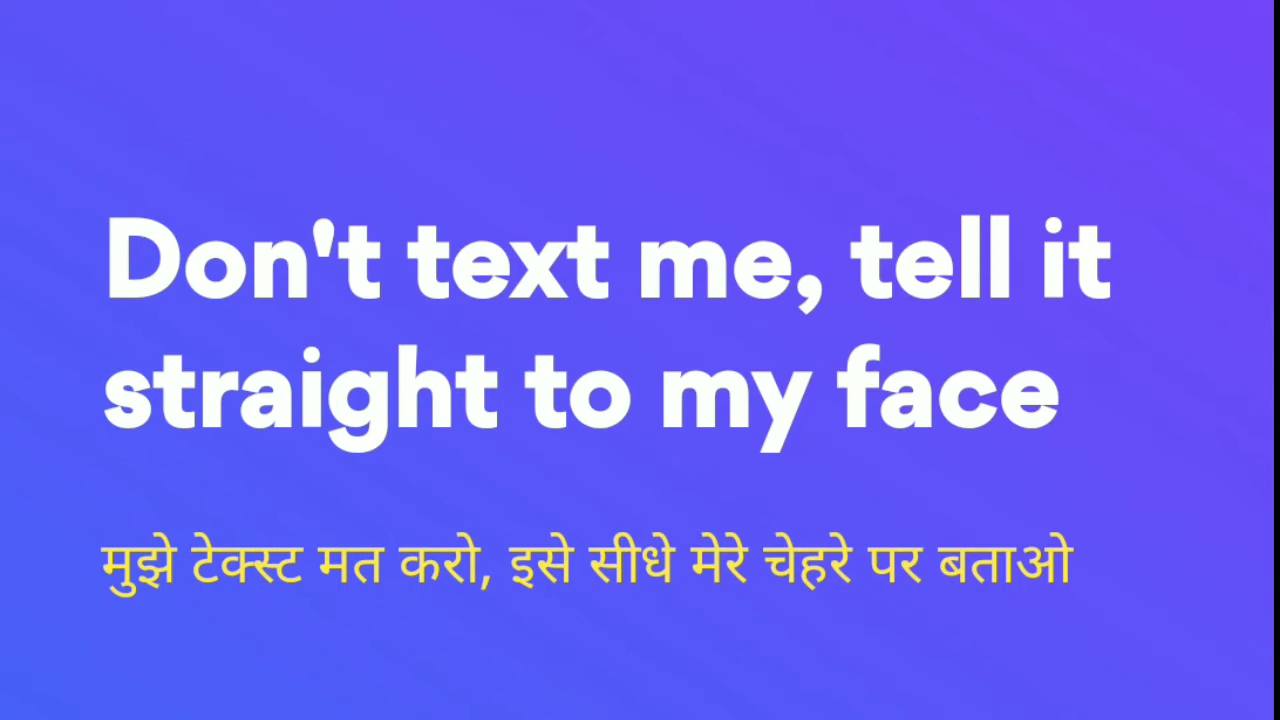 Don't text me, tell it
straight to my face
मुझे टेक्स्ट मत करो, इसे सीधे मेरे चेहरे पर बताओ